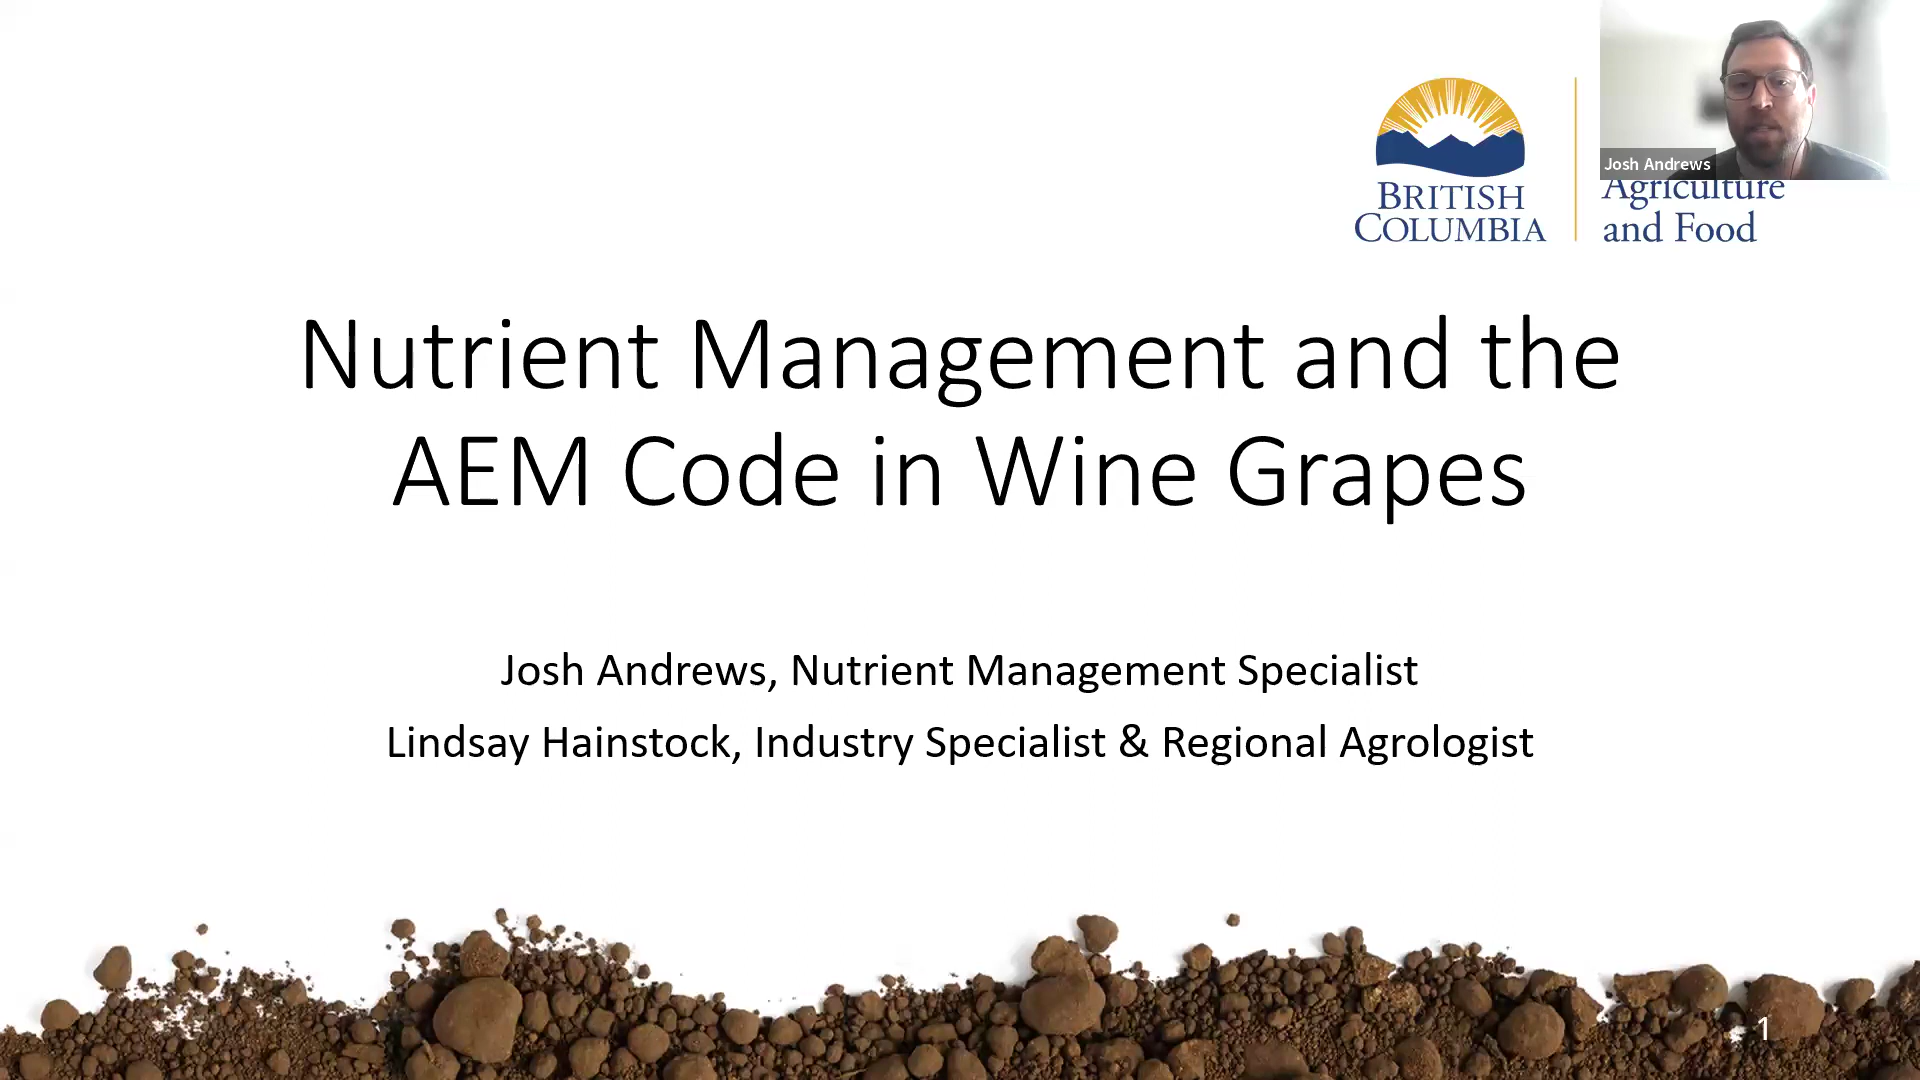 BRITISH
COLUMBIA
Josh Andrews
Agriculture
and Food
Nutrient Management and the
AEM Code in Wine Grapes
Josh Andrews, Nutrient Management Specialist
Lindsay Hainstock, Industry Specialist & Regional Agrologist
1